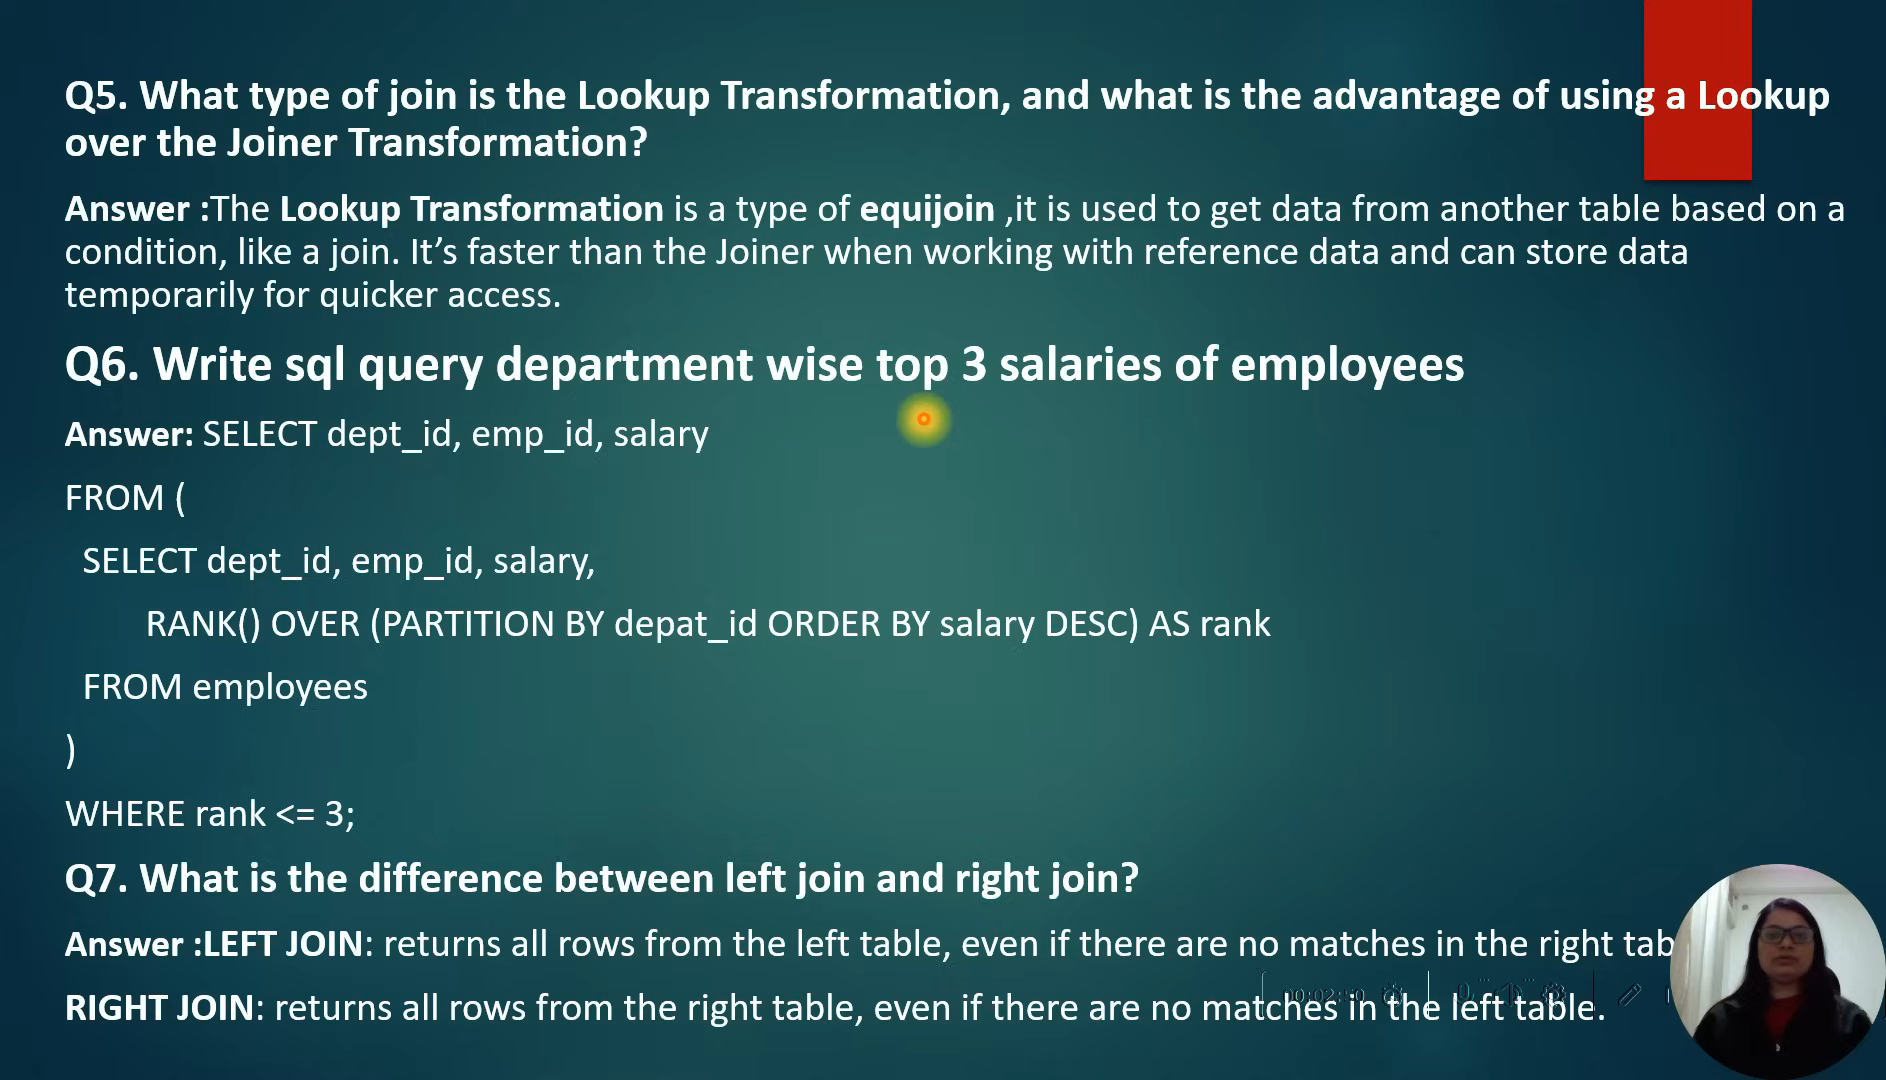 Q5. What type of join is the Lookup Transformation, and what is the advantage of using a Lookup
over the Joiner Transformation?
Answer :The Lookup Transformation is a type of equijoin ,it is used to get data from another table based on a
condition, like a join. It’s faster than the Joiner when working with reference data and can store data
temporarily for quicker access.
Q6. Write sql query department wise top 3 salaries of employees
Answer: SELECT dept_id, emp_id, salary
FROM (
SELECT dept_id, emp_id, salary,
RANK() OVER (PARTITION BY depat_id ORDER BY salary DESC) AS rank
FROM employees
)
WHERE rank <= 3;
Q7. What is the difference between left join and right join?
Answer :LEFT JOIN: returns all rows from the left table, even if there are no matches in the right tab
RIGHT JOIN: returns all rows from the right table, even if there are no matches in the left table.